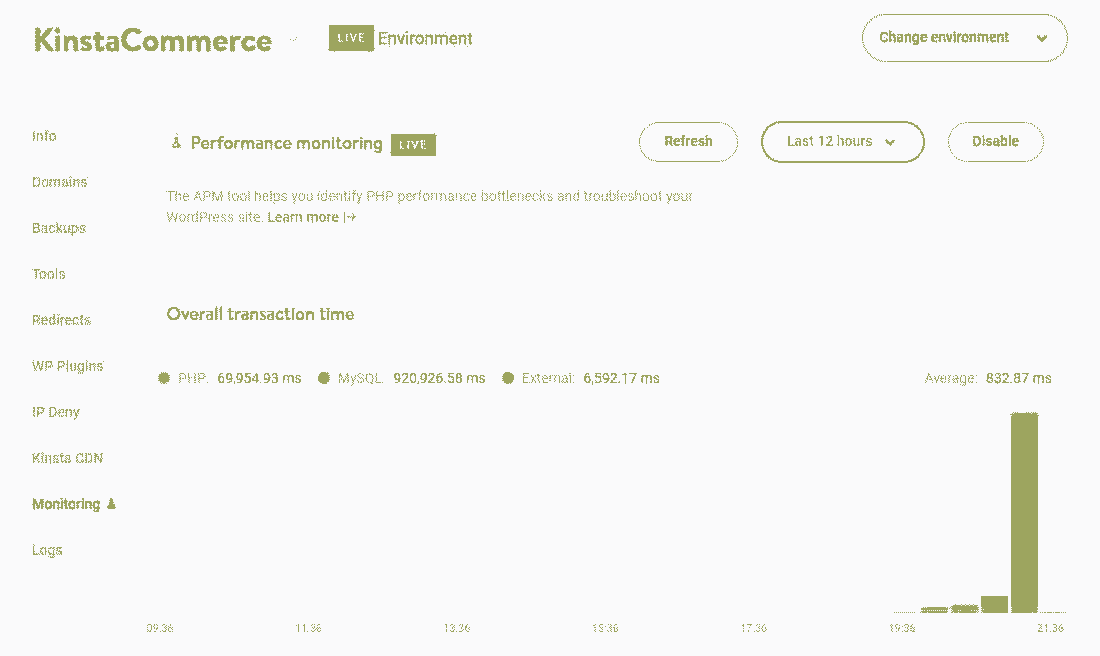 KinstaCommerce
LIVE Environment
Change environment
Info
Domains
Backups
Tools
Redirects
WP Plugins
IP Deny
Kinsta CDN
Monitoring
Logs
Performance monitoring LIVE
Refresh
Last 12 hours
Disable
The APM tool helps you identify PHP performance bottlenecks and troubleshoot your
WordPress site. Learn more
Overall transaction time
PHP: 69,954.93 ms MySQL: 920,926.58 ms External: 6,592.17 ms
Average: 832.87 ms
09:36 11:36 13:36 15:36 17:36 19:36 21:36